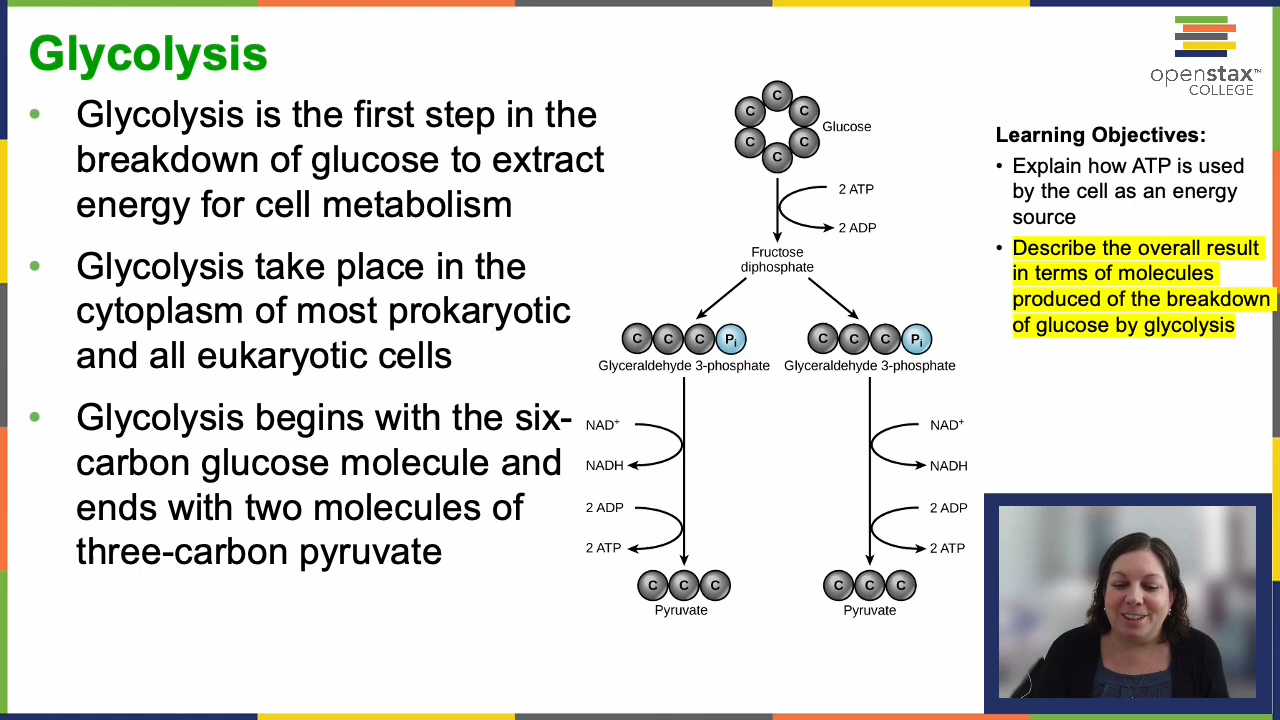 Glycolysis
• Glycolysis is the first step in the
breakdown of glucose to extract
energy for cell metabolism
• Glycolysis take place in the
cytoplasm of most prokaryotic
and all eukaryotic cells
• Glycolysis begins with the six-
carbon glucose molecule and
ends with two molecules of
three-carbon pyruvate
C
C C
C C
C
Glucose
2 ATP
2 ADP
Fructose
diphosphate
C C C Pi
C C C Pi
Glyceraldehyde 3-phosphate
Glyceraldehyde 3-phosphate
NAD+
NADH
2 ADP
2 ATP
NAD+
NADH
2 ADP
2 ATP
C C C
C C C
Pyruvate
Pyruvate
openstax™
COLLEGE
Learning Objectives:
• Explain how ATP is used
by the cell as an energy
source
• Describe the overall result
in terms of molecules
produced of the breakdown
of glucose by glycolysis